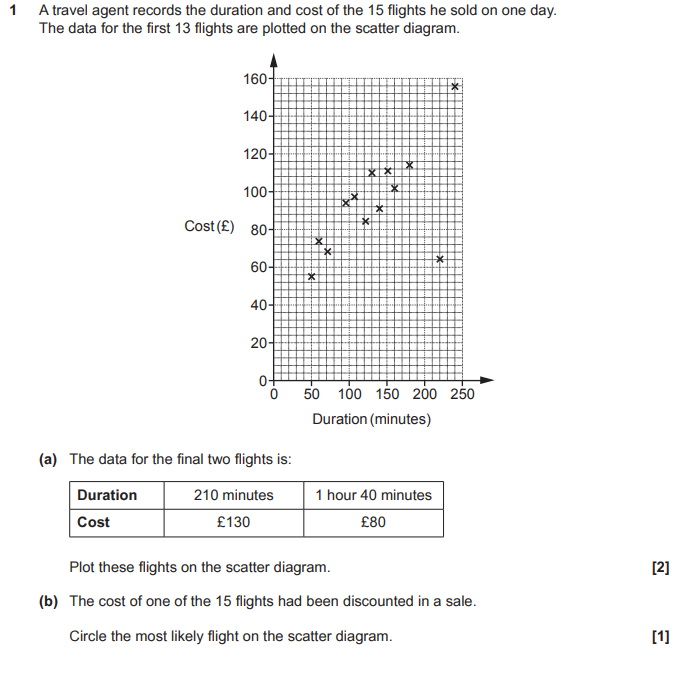 1 A travel agent records the duration and cost of the 15 flights he sold on one day.
The data for the first 13 flights are plotted on the scatter diagram.
160
140
120
100
Cost (£) 80
60
40
20
0
0 50 100 150 200 250
Duration (minutes)
(a) The data for the final two flights is:
Duration 210 minutes 1 hour 40 minutes
Cost £130 £80
Plot these flights on the scatter diagram. [2]
(b) The cost of one of the 15 flights had been discounted in a sale.
Circle the most likely flight on the scatter diagram. [1]